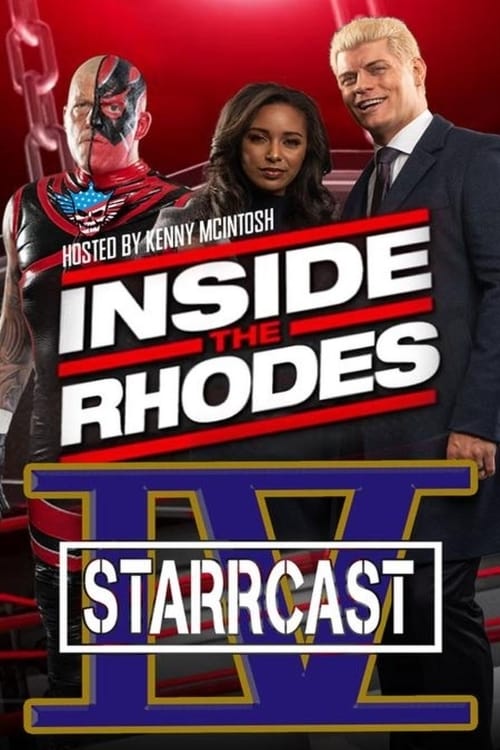 HOSTED BY KENNY MCINTOSH
INSIDE
THE
RHODES
IV
STARRCAST